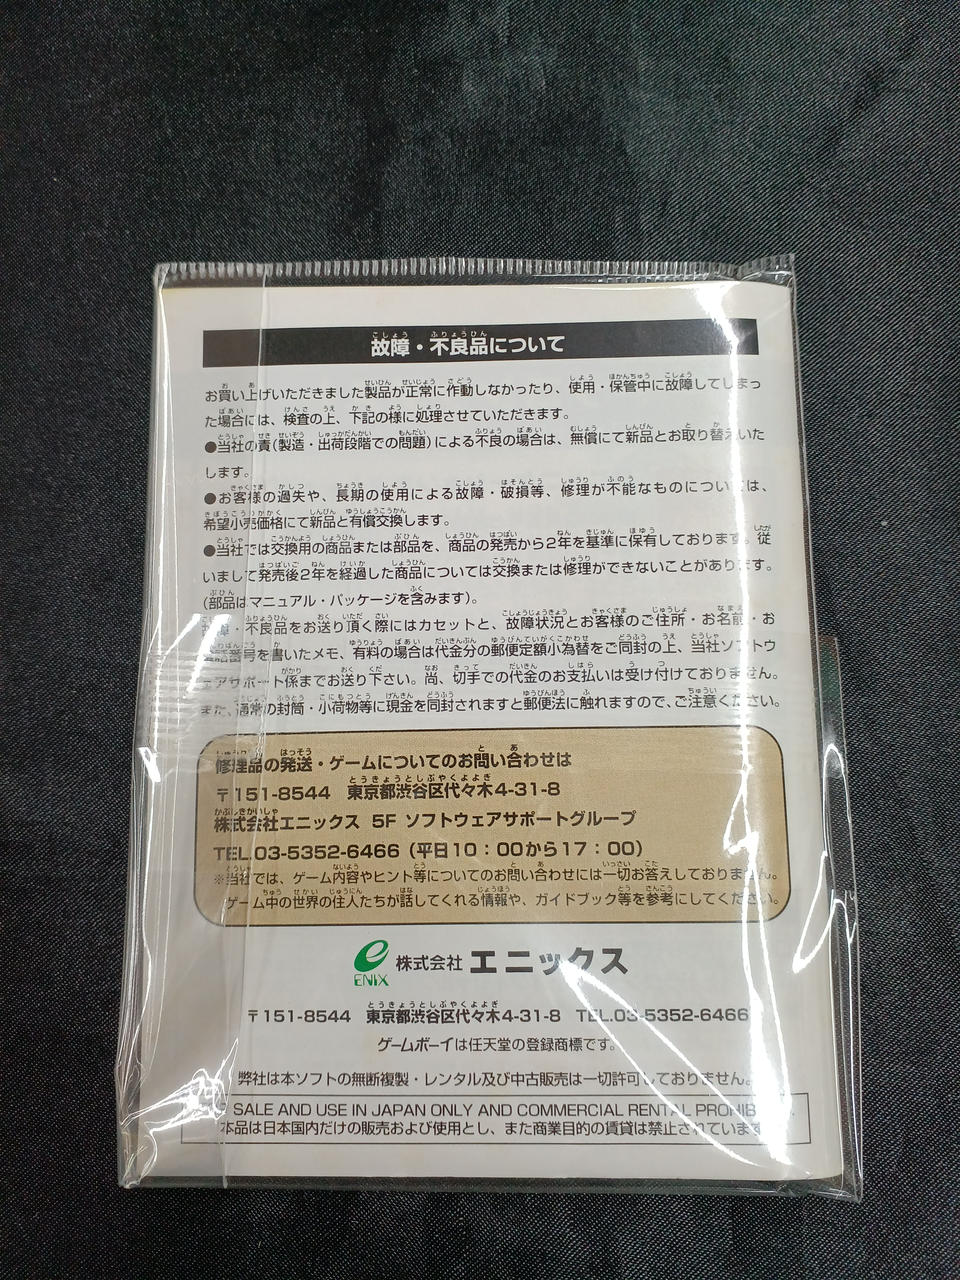 故障・不良品について
お買い上げいただきました製品が正常に作動しなかったり、使用・保管中に故障してしまっ
た場合には、検査の上、下記の様に処理させていただきます。
●当社の責(製造・出荷段階での問題)による不良の場合は、無償にて新品とお取り替えいた
します。
●お客様の過失や、長期の使用による故障・破損等、修理が不能なものについては、
希望小売価格にて新品と有償交換します。
●当社では交換用の商品または部品を、商品の発売から2年を基準に保有しております。従
いまして発売後2年を経過した商品については交換または修理ができないことがあります。
(部品はマニュアル・パッケージを含みます)。
故障・不良品をお送り頂く際にはカセットと、故障状況とお客様のご住所・お名前・お
電話番号を書いたメモ、有料の場合は代金分の郵便定額小為替をご同封の上、当社ソフトウ
ェアサポート係までお送り下さい。尚、切手での代金のお支払いは受け付けておりません。
また、通常の封筒・小荷物等に現金を同封されますと郵便法に触れますので、ご注意ください。
修理品の発送・ゲームについてのお問い合わせは
〒151-8544 東京都渋谷区代々木4-31-8
株式会社エニックス 5F ソフトウェアサポートグループ
TEL.03-5352-6466(平日10:00から17:00)
※当社では、ゲーム内容やヒント等についてのお問い合わせには一切お答えしておりません。
ゲーム中の世界の住人たちが話してくれる情報や、ガイドブック等を参考にしてください。
ENIX 株式会社 エニックス
〒151-8544 東京都渋谷区代々木4-31-8 TEL.03-5352-6466
ゲームボーイは任天堂の登録商標です。
弊社は本ソフトの無断複製・レンタル及び中古販売は一切許可しておりません。
SALE AND USE IN JAPAN ONLY AND COMMERCIAL RENTAL
本品は日本国内だけの販売および使用とし、また商業目的の賃貸は禁止されています